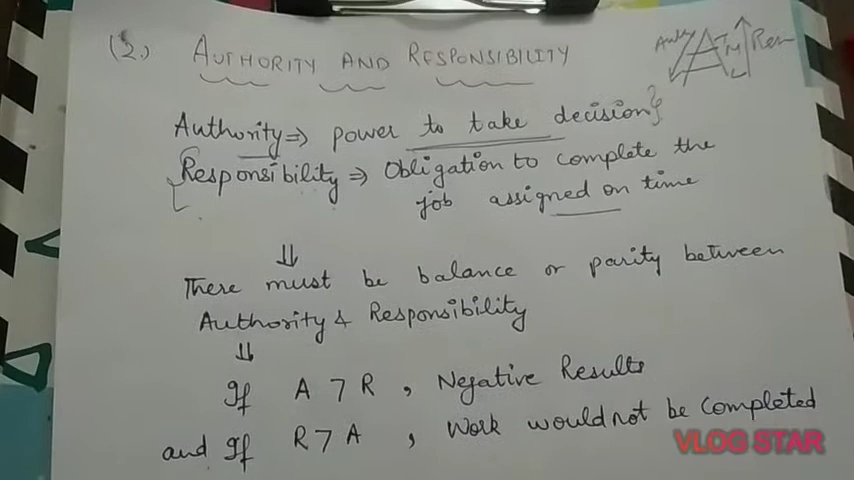 (2.) AUTHORITY AND RESPONSIBILITY
Authority ⇒ power to take decision
Responsibility ⇒ Obligation to complete the
job assigned on time
⇓
There must be balance or parity between
Authority & Responsibility
⇓
If A > R , Negative Results
and If R > A , Work would not be completed
VLOG STAR